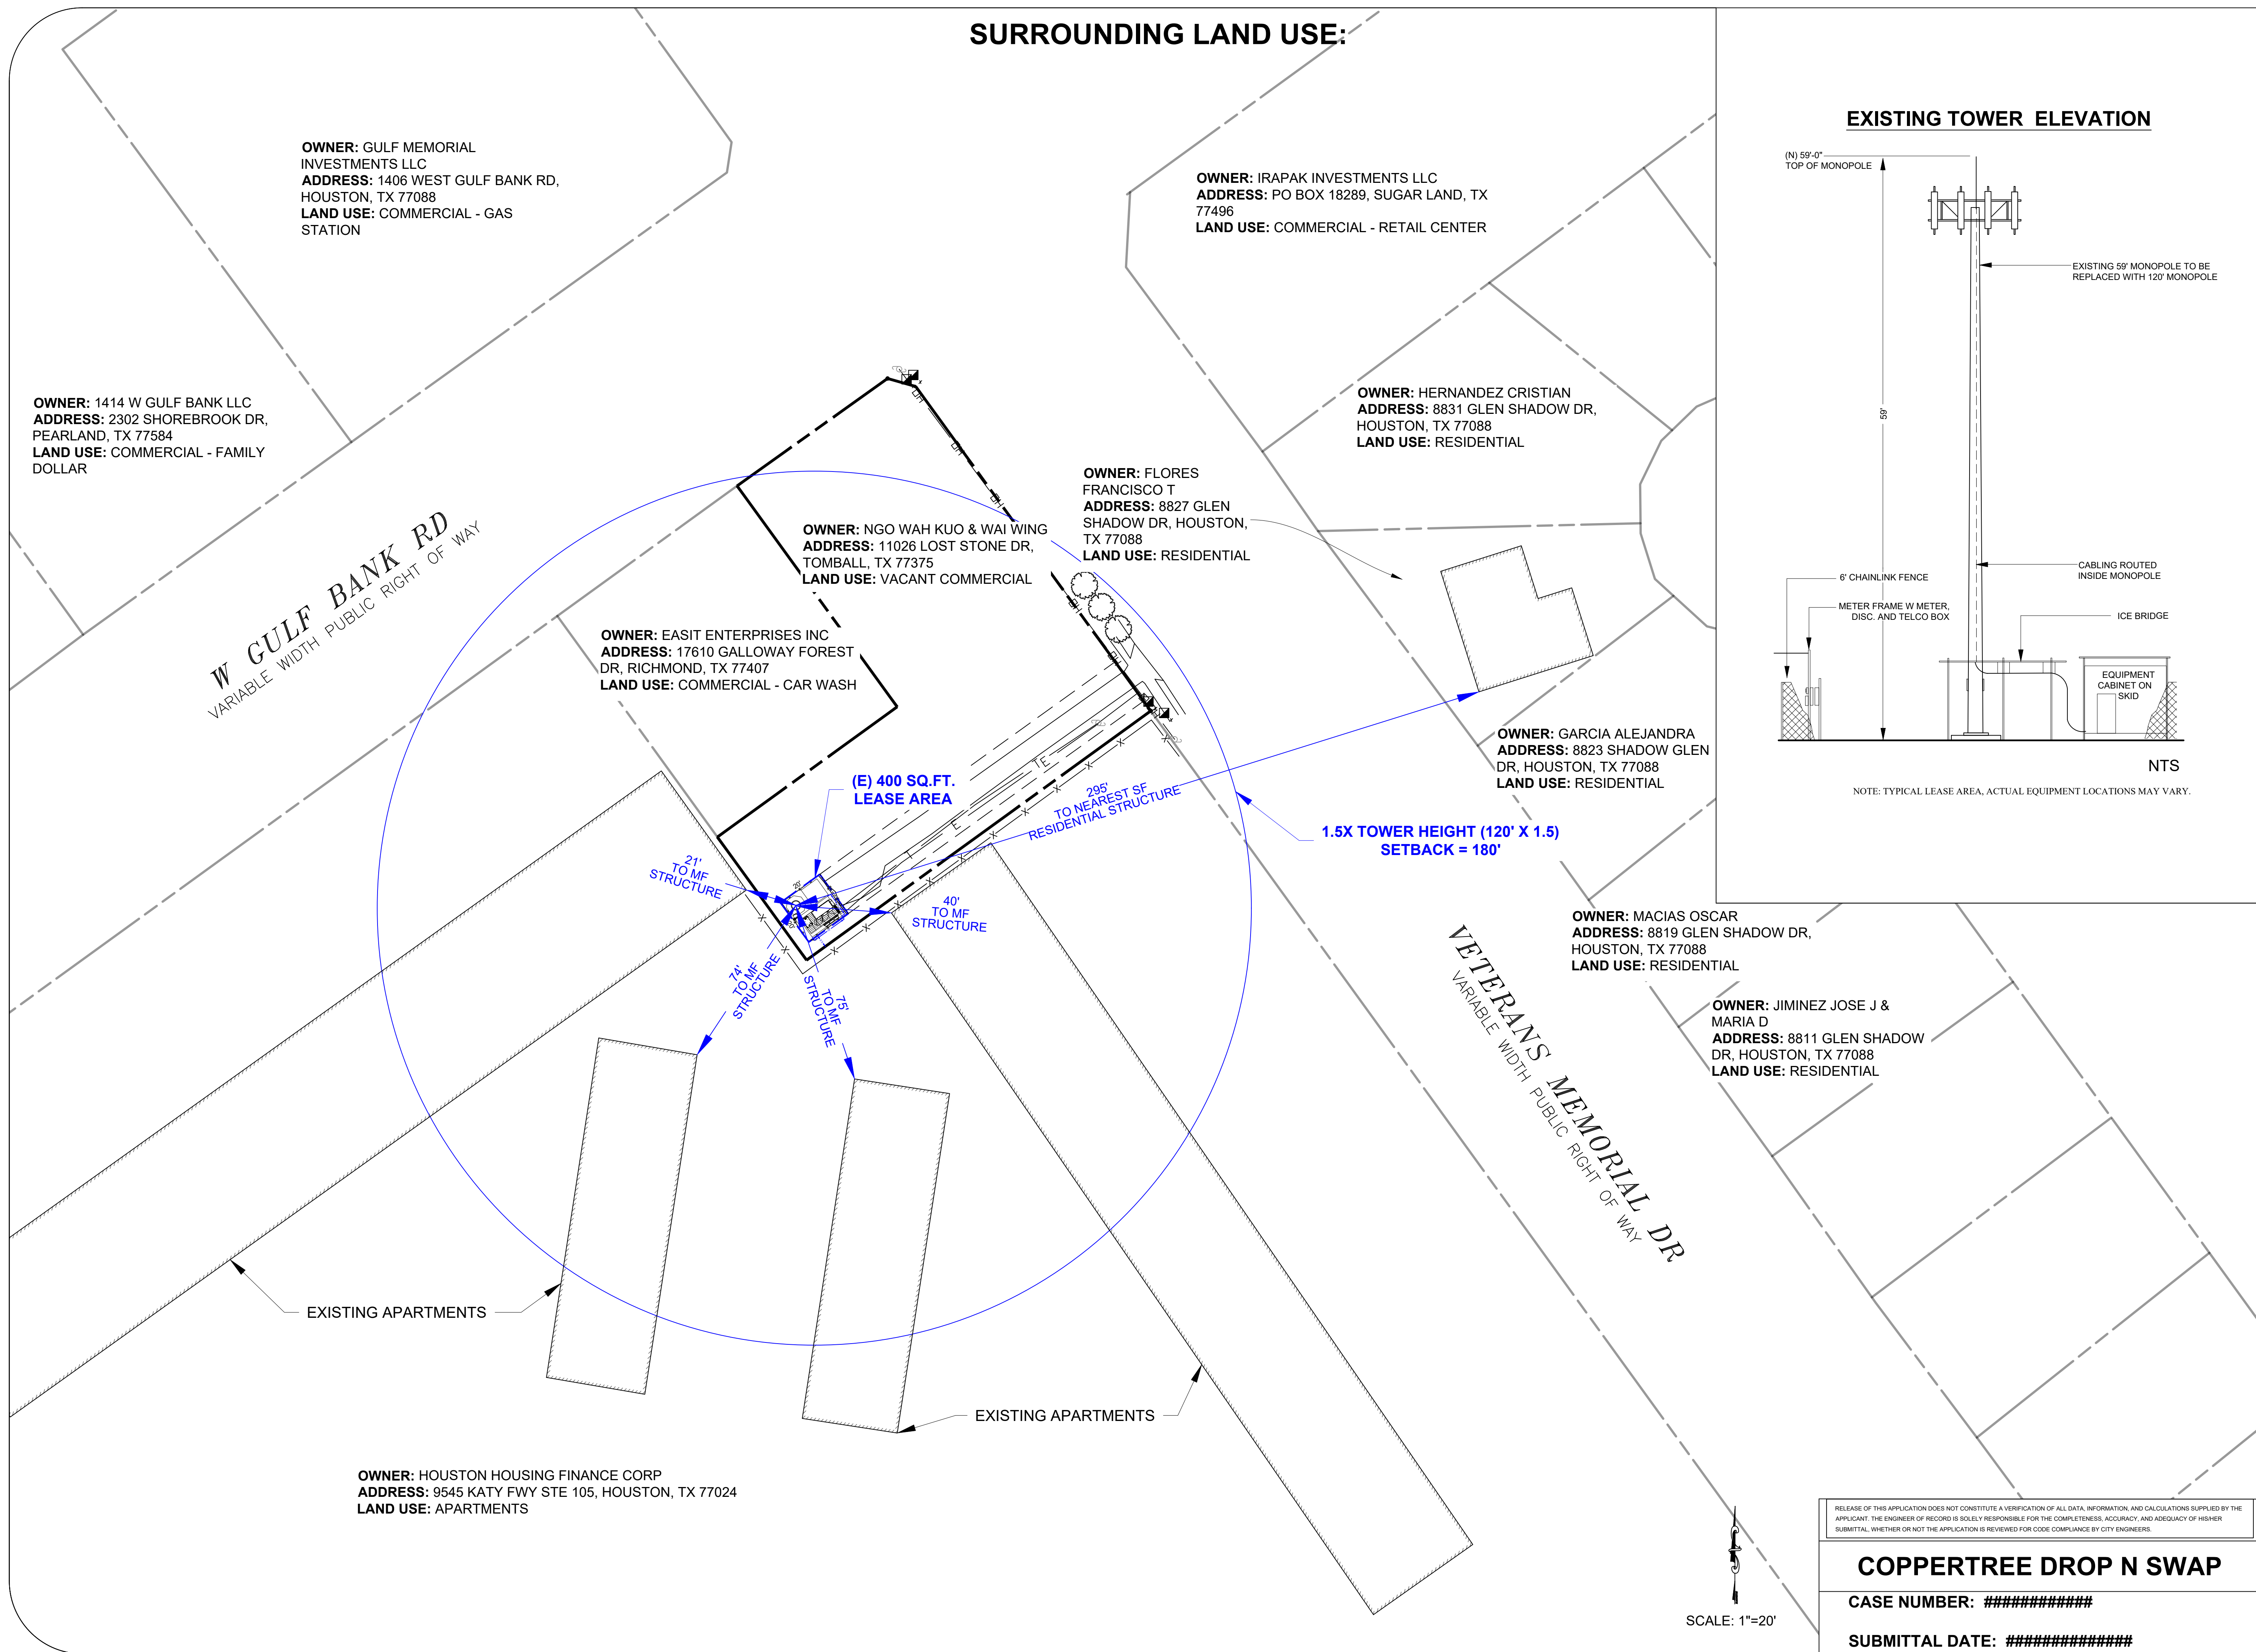 SURROUNDING LAND USE:
OWNER: GULF MEMORIAL
INVESTMENTS LLC
ADDRESS: 1406 WEST GULF BANK RD,
HOUSTON, TX 77088
LAND USE: COMMERCIAL - GAS
STATION
OWNER: IRAPAK INVESTMENTS LLC
ADDRESS: PO BOX 18289, SUGAR LAND, TX
77496
LAND USE: COMMERCIAL - RETAIL CENTER
OWNER: 1414 W GULF BANK LLC
ADDRESS: 2302 SHOREBROOK DR,
PEARLAND, TX 77584
LAND USE: COMMERCIAL - FAMILY
DOLLAR
OWNER: HERNANDEZ CRISTIAN
ADDRESS: 8831 GLEN SHADOW DR,
HOUSTON, TX 77088
LAND USE: RESIDENTIAL
OWNER: FLORES
FRANCISCO T
ADDRESS: 8827 GLEN
SHADOW DR, HOUSTON,
TX 77088
LAND USE: RESIDENTIAL
W GULF BANK RD
VARIABLE WIDTH PUBLIC RIGHT OF WAY
OWNER: NGO WAH KUO & WAI WING
ADDRESS: 11026 LOST STONE DR,
TOMBALL, TX 77375
LAND USE: VACANT COMMERCIAL
OWNER: EASIT ENTERPRISES INC
ADDRESS: 17610 GALLOWAY FOREST
DR, RICHMOND, TX 77407
LAND USE: COMMERCIAL - CAR WASH
OH
OH
OH
OH
OH
TE
E
T
X
X
X
X
X
X
X
X
X
X
X
(E) 400 SQ.FT.
LEASE AREA
20'
20'
295'
TO NEAREST SF
RESIDENTIAL STRUCTURE
21'
TO MF
STRUCTURE
40'
TO MF
STRUCTURE
74'
TO MF
STRUCTURE
75'
TO MF
STRUCTURE
1.5X TOWER HEIGHT (120' X 1.5)
SETBACK = 180'
OWNER: GARCIA ALEJANDRA
ADDRESS: 8823 SHADOW GLEN
DR, HOUSTON, TX 77088
LAND USE: RESIDENTIAL
OWNER: MACIAS OSCAR
ADDRESS: 8819 GLEN SHADOW DR,
HOUSTON, TX 77088
LAND USE: RESIDENTIAL
OWNER: JIMINEZ JOSE J &
MARIA D
ADDRESS: 8811 GLEN SHADOW
DR, HOUSTON, TX 77088
LAND USE: RESIDENTIAL
VETERANS MEMORIAL DR
VARIABLE WIDTH PUBLIC RIGHT OF WAY
EXISTING APARTMENTS
EXISTING APARTMENTS
OWNER: HOUSTON HOUSING FINANCE CORP
ADDRESS: 9545 KATY FWY STE 105, HOUSTON, TX 77024
LAND USE: APARTMENTS
SCALE: 1"=20'
EXISTING TOWER ELEVATION
(N) 59'-0"
TOP OF MONOPOLE
EXISTING 59' MONOPOLE TO BE
REPLACED WITH 120' MONOPOLE
59'
6' CHAINLINK FENCE
METER FRAME W METER,
DISC. AND TELCO BOX
CABLING ROUTED
INSIDE MONOPOLE
ICE BRIDGE
EQUIPMENT
CABINET ON
SKID
NTS
NOTE: TYPICAL LEASE AREA, ACTUAL EQUIPMENT LOCATIONS MAY VARY.
RELEASE OF THIS APPLICATION DOES NOT CONSTITUTE A VERIFICATION OF ALL DATA, INFORMATION, AND CALCULATIONS SUPPLIED BY THE
APPLICANT. THE ENGINEER OF RECORD IS SOLELY RESPONSIBLE FOR THE COMPLETENESS, ACCURACY, AND ADEQUACY OF HIS/HER
SUBMITTAL, WHETHER OR NOT THE APPLICATION IS REVIEWED FOR CODE COMPLIANCE BY CITY ENGINEERS.
COPPERTREE DROP N SWAP
CASE NUMBER: ############
SUBMITTAL DATE: ##############